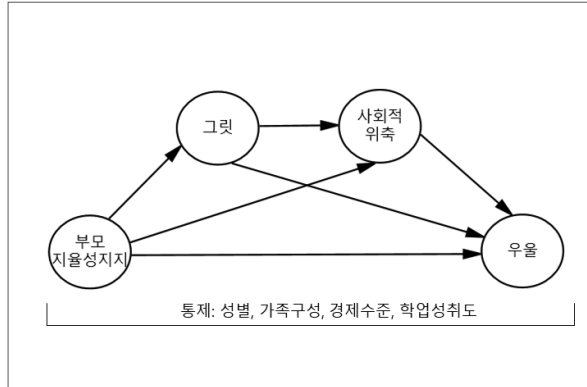 그릿
사회적
위축
부모
지율성지지
우울
통제: 성별, 가족구성, 경제수준, 학업성취도